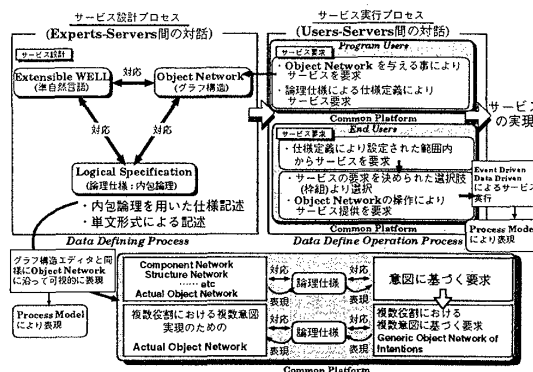 サービス設計プロセス
(Experts-Servers間の対話)
サービス設計
Extensible WELL
(準自然言語)
対応
Object Network
(グラフ構造)
対応
対応
Logical Specification
(論理仕様:内包論理)
・内包論理を用いた仕様記述
・単文形式による記述
Data Defining Process
サービス実行プロセス
(Users-Servers間の対話)
サービス要求
Program Users
・Object Network を与える事により
サービスを要求
・論理仕様による仕様定義により
サービス要求
Common Platform
End Users
サービス要求
・仕様定義により設定された範囲内
からサービスを要求
・サービスの要求を決められた選択肢
(枠組)より選択
・Object Networkの操作により
サービス提供を要求
Common Platform
Data Define Operation Process
サービス
の実現
Event Driven
Data Driven
によるサービス
実行
Process Model
により表現
グラフ構造エディタと同
様にObject Network
に沿って可視的に表現
Process Model
により表現
Component Network
Structure Network
…… etc
Actual Object Network
対応
論理仕様
表現
対応
表現
意図に基づく要求
複数役割における複数意図
実現のための
Actual Object Network
対応
論理仕様
表現
対応
表現
複数役割における
複数意図に基づく要求
Generic Object Network of
Intentions
Common Platform